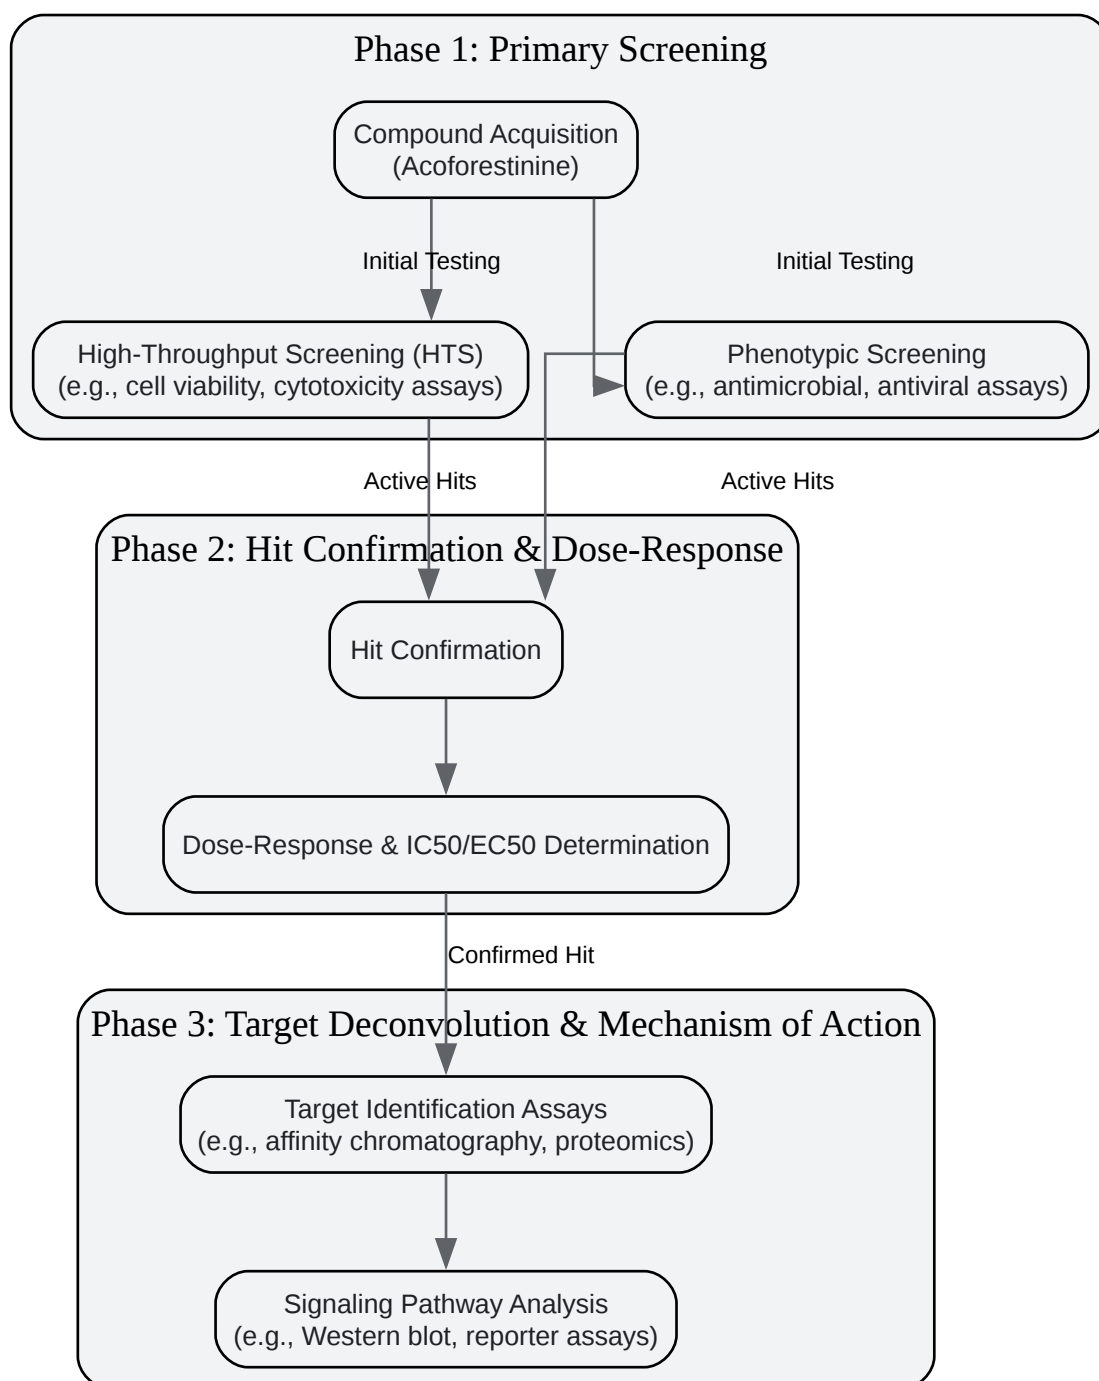 Phase 1: Primary Screening
Compound Acquisition
(Acoforestinine)
Initial Testing
Initial Testing
High-Throughput Screening (HTS)
(e.g., cell viability, cytotoxicity assays)
Phenotypic Screening
(e.g., antimicrobial, antiviral assays)
Active Hits
Active Hits
Phase 2: Hit Confirmation & Dose-Response
Hit Confirmation
Dose-Response & IC50/EC50 Determination
Confirmed Hit
Phase 3: Target Deconvolution & Mechanism of Action
Target Identification Assays
(e.g., affinity chromatography, proteomics)
Signaling Pathway Analysis
(e.g., Western blot, reporter assays)